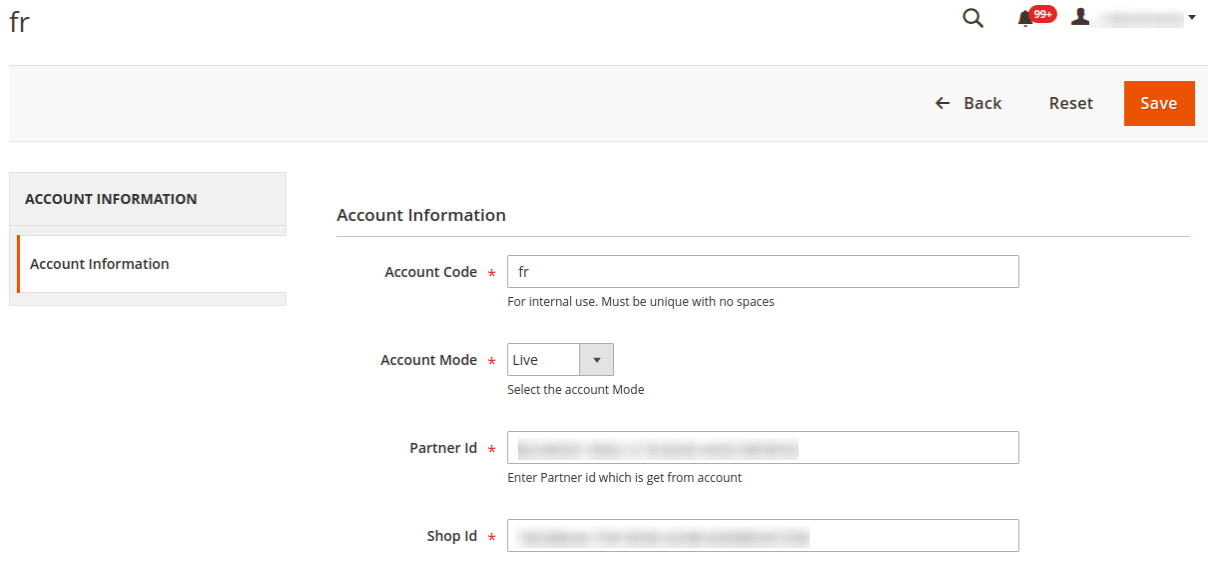 fr
99+
Back
Reset
Save
ACCOUNT INFORMATION
Account Information
Account Information
Account Code *
fr
For internal use. Must be unique with no spaces
Account Mode *
Live
Select the account Mode
Partner Id *
Enter Partner id which is get from account
Shop Id *